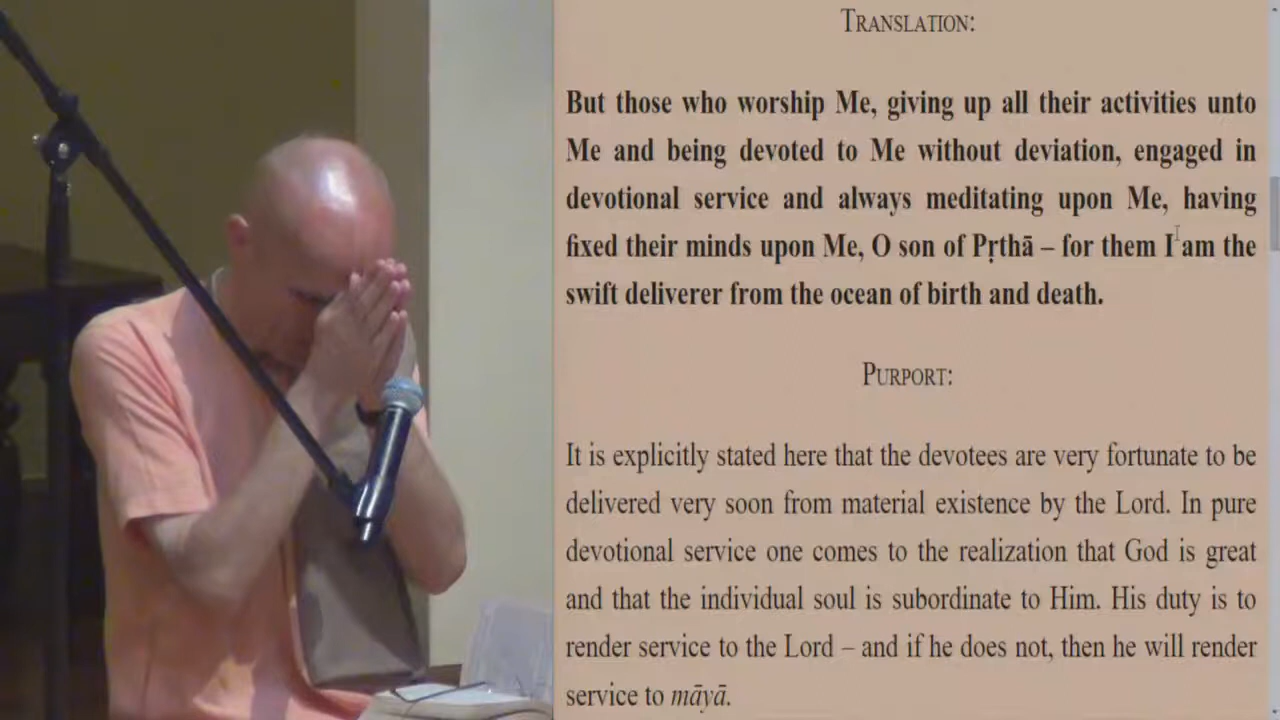 TRANSLATION:
But those who worship Me, giving up all their activities unto
Me and being devoted to Me without deviation, engaged in
devotional service and always meditating upon Me, having
fixed their minds upon Me, O son of Pṛthā – for them I am the
swift deliverer from the ocean of birth and death.
PURPORT:
It is explicitly stated here that the devotees are very fortunate to be
delivered very soon from material existence by the Lord. In pure
devotional service one comes to the realization that God is great
and that the individual soul is subordinate to Him. His duty is to
render service to the Lord – and if he does not, then he will render
service to māyā.